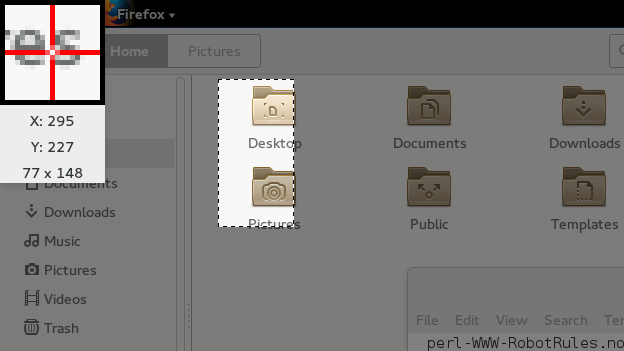 Firefox ▾
es
Home Pictures
X: 295
Y: 227
77 x 148
Desktop Documents Downloads
Documents
Downloads
Music
Pictures
Videos
Trash
Pictures Public Templates
File Edit View Search Ter
perl-WWW-RobotRules.no